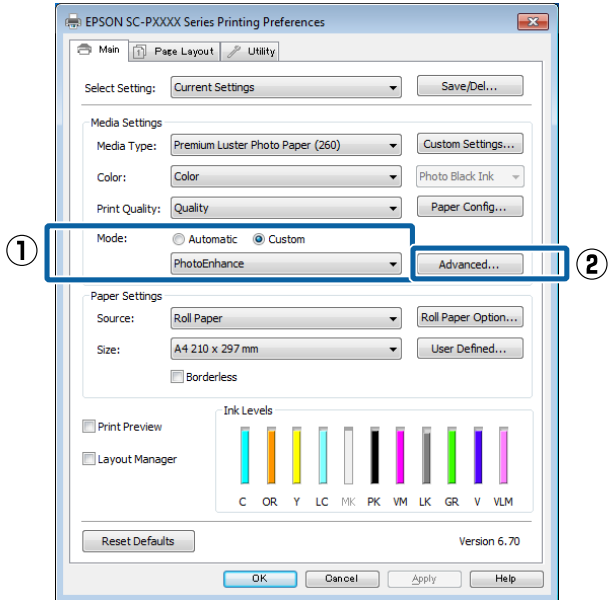 EPSON SC-PXXXX Series Printing Preferences
Main Page Layout Utility
Select Setting: Current Settings Save/Del...
Media Settings
Media Type: Premium Luster Photo Paper (260) Custom Settings...
Color: Color Photo Black Ink
Print Quality: Quality Paper Config...
① Mode: Automatic Custom
PhotoEnhance Advanced... ②
Paper Settings
Source: Roll Paper Roll Paper Option...
Size: A4 210 x 297 mm User Defined...
Borderless
Ink Levels
Print Preview
Layout Manager
C OR Y LC MK PK VM LK GR V VLM
Reset Defaults Version 6.70
OK Cancel Apply Help